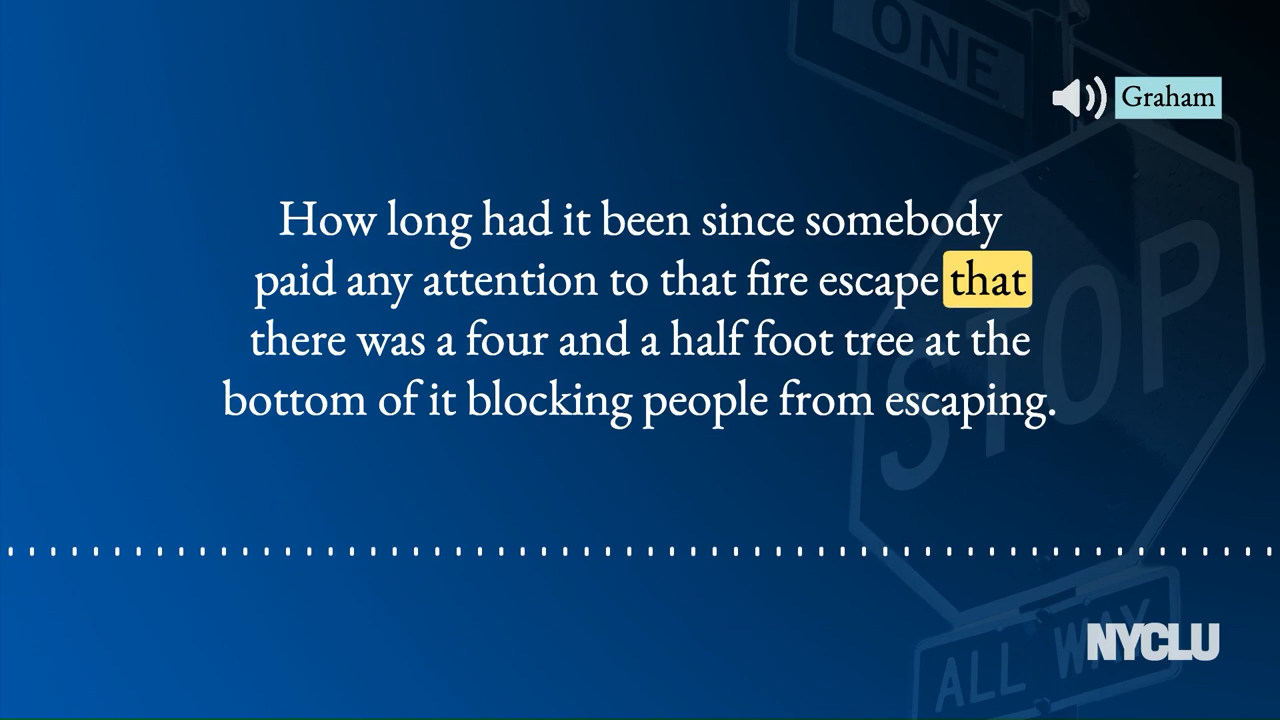 ONE
Graham
How long had it been since somebody
paid any attention to that fire escape that
there was a four and a half foot tree at the
bottom of it blocking people from escaping.
STOP
ALL WAY
NYCLU